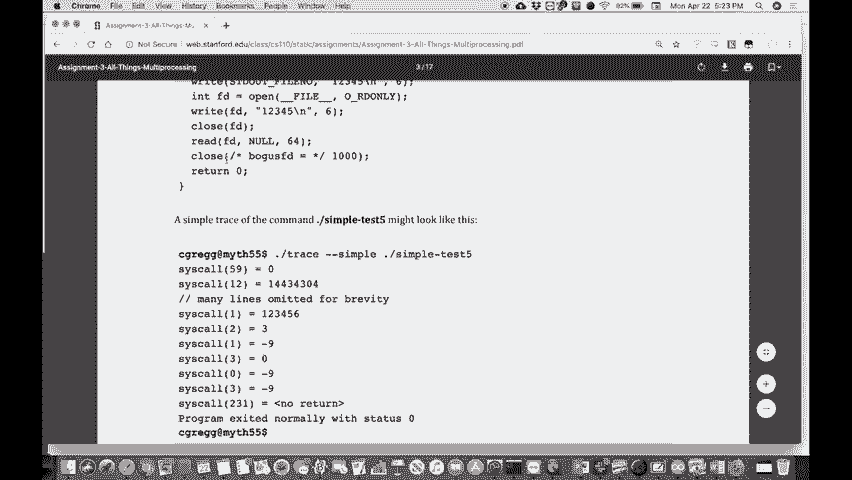 Chrome File Edit View History Bookmarks People Window Help 82% Mon Apr 22 5:23 PM
Assignment-3-All-Things-Mu
Not Secure web.stanford.edu/class/cs110/static/assignments/Assignment-3-All-Things-Multiprocessing.pdf
Assignment-3-All-Things-Multiprocessing 3 / 17
write(STDOUT_FILENO, "12345\n", 6);
int fd = open(__FILE__, O_RDONLY);
write(fd, "12345\n", 6);
close(fd);
read(fd, NULL, 64);
close(/* bogusfd = */ 1000);
return 0;
}
A simple trace of the command ./simple-test5 might look like this:
cgregg@myth55$ ./trace --simple ./simple-test5
syscall(59) = 0
syscall(12) = 14434304
// many lines omitted for brevity
syscall(1) = 123456
syscall(2) = 3
syscall(1) = -9
syscall(3) = 0
syscall(0) = -9
syscall(3) = -9
syscall(231) = <no return>
Program exited normally with status 0
cgregg@myth55$